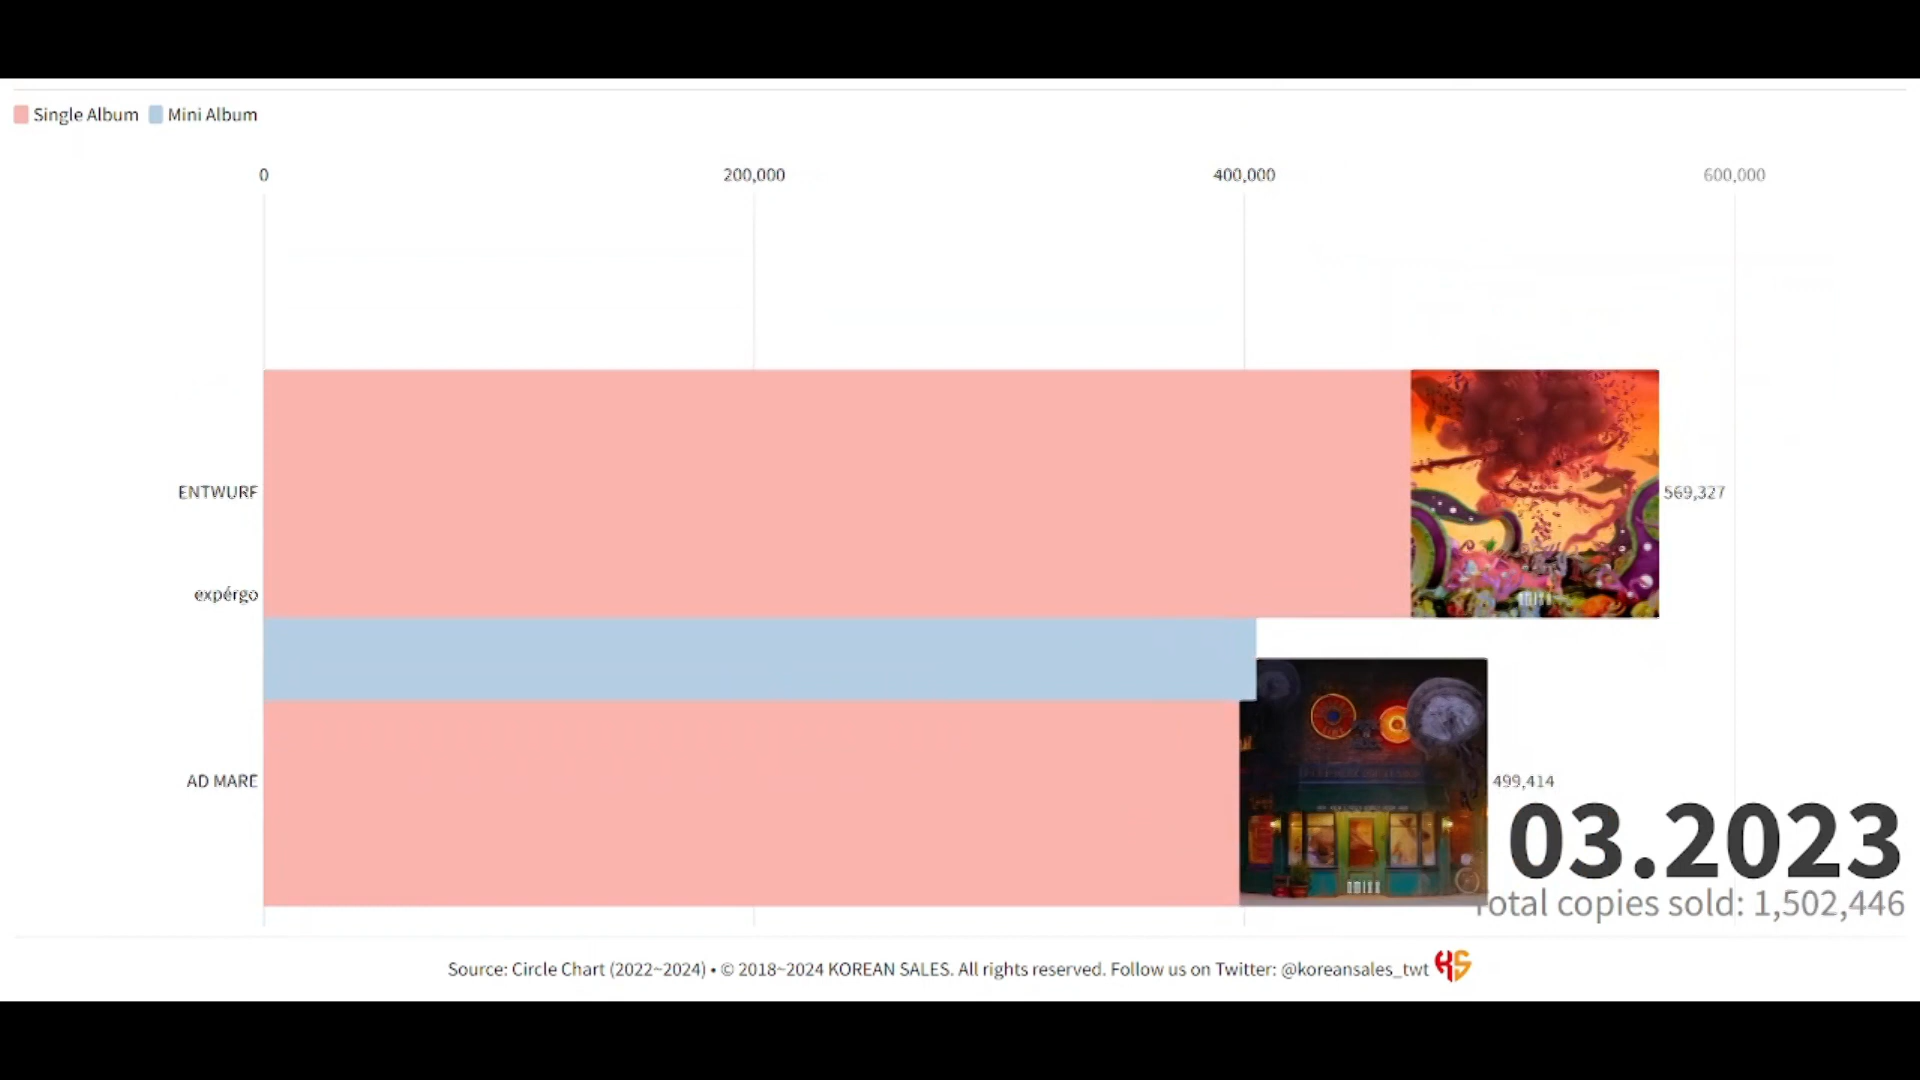 Single Album Mini Album
0 200,000 400,000 600,000
ENTWURF 569,327
expérgo
AD MARE 499,414
03.2023
Total copies sold: 1,502,446
Source: Circle Chart (2022~2024) • © 2018~2024 KOREAN SALES. All rights reserved. Follow us on Twitter: @koreansales_twt KS